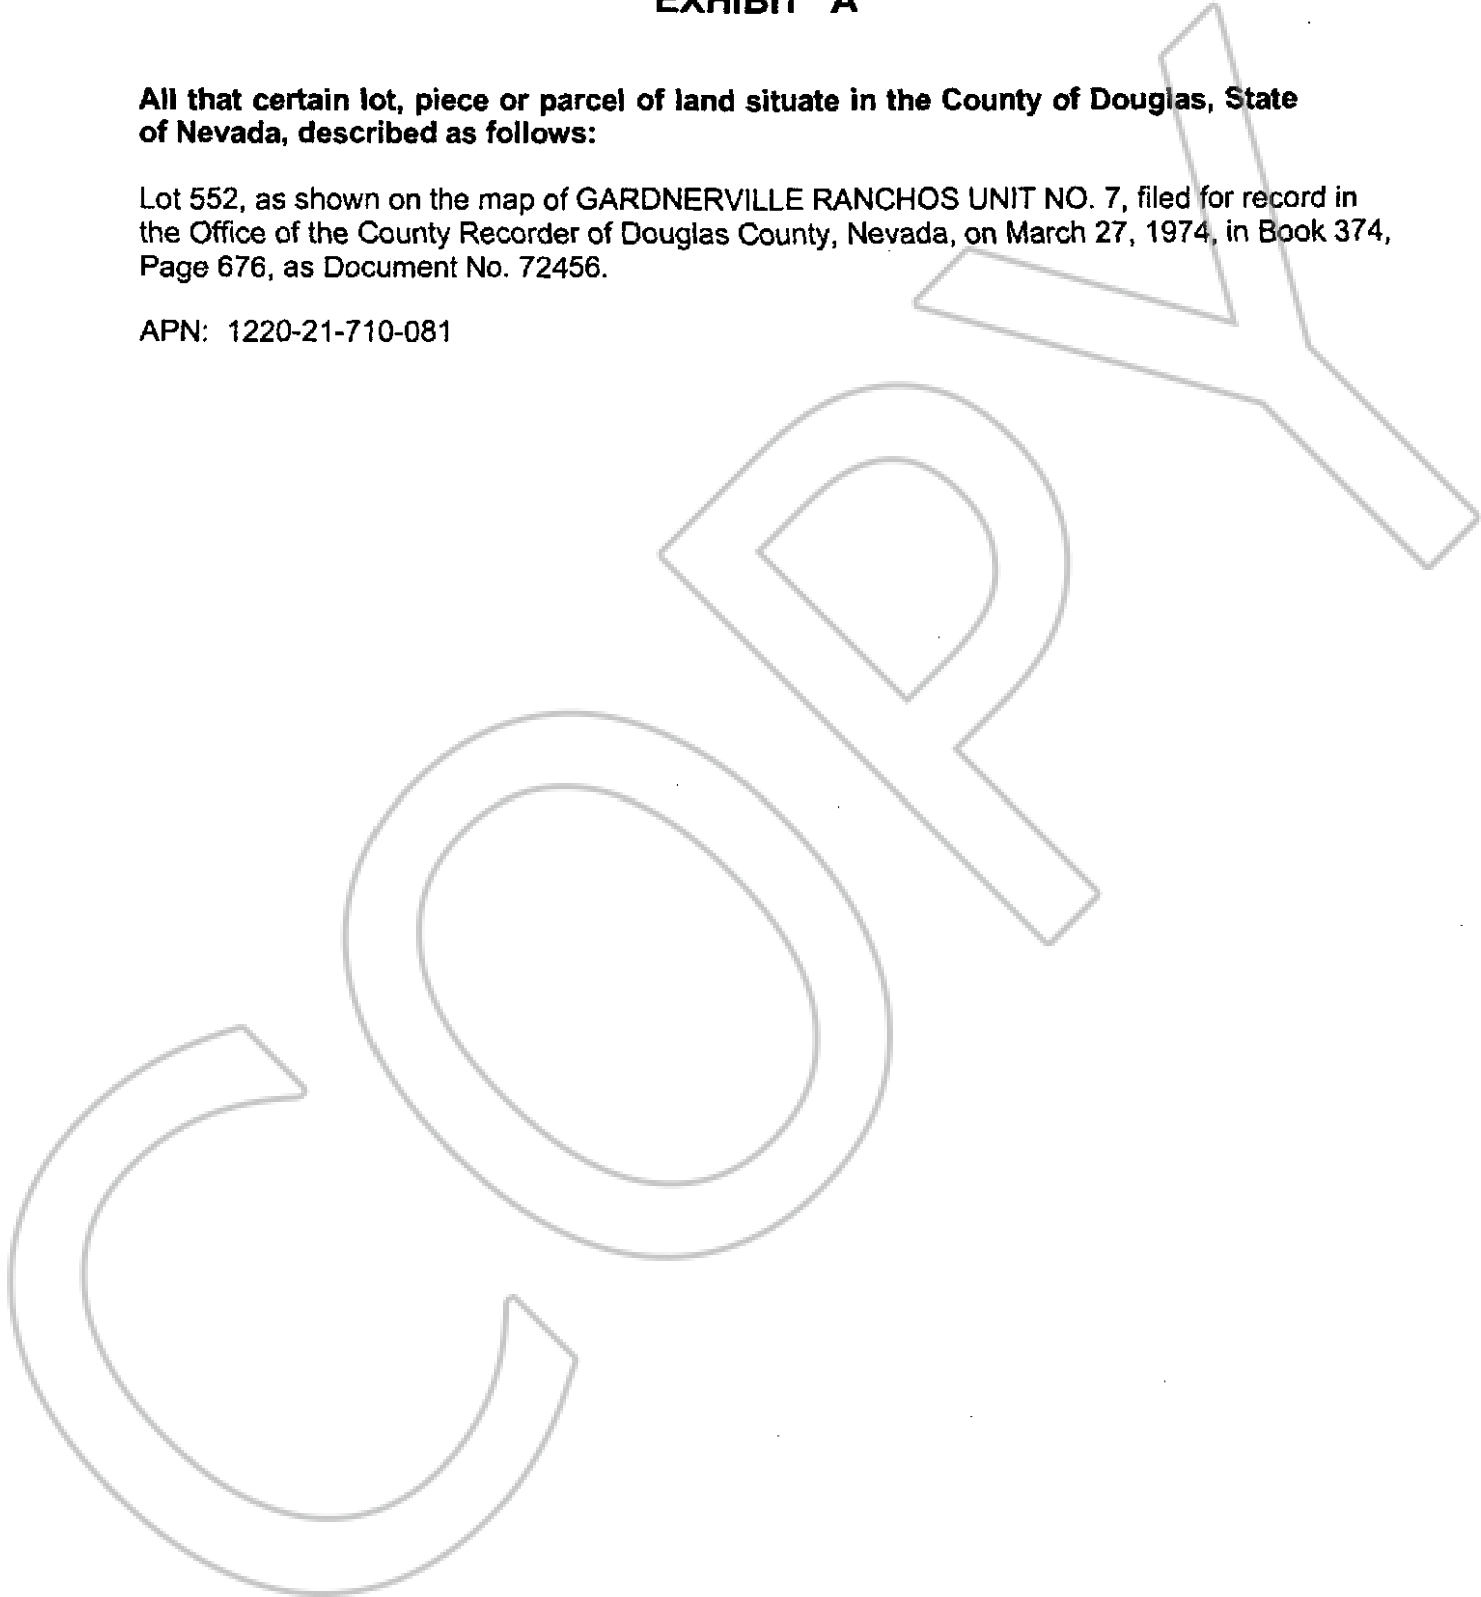 EXHIBIT "A"
All that certain lot, piece or parcel of land situate in the County of Douglas, State
of Nevada, described as follows:
Lot 552, as shown on the map of GARDNERVILLE RANCHOS UNIT NO. 7, filed for record in
the Office of the County Recorder of Douglas County, Nevada, on March 27, 1974, in Book 374,
Page 676, as Document No. 72456.
APN: 1220-21-710-081
COPY